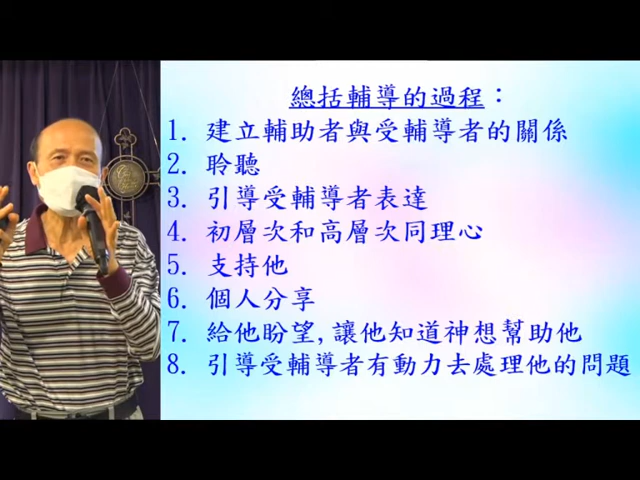 總括輔導的過程：
1. 建立輔助者與受輔導者的關係
2. 聆聽
3. 引導受輔導者表達
4. 初層次和高層次同理心
5. 支持他
6. 個人分享
7. 給他盼望, 讓他知道神想幫助他
8. 引導受輔導者有動力去處理他的問題